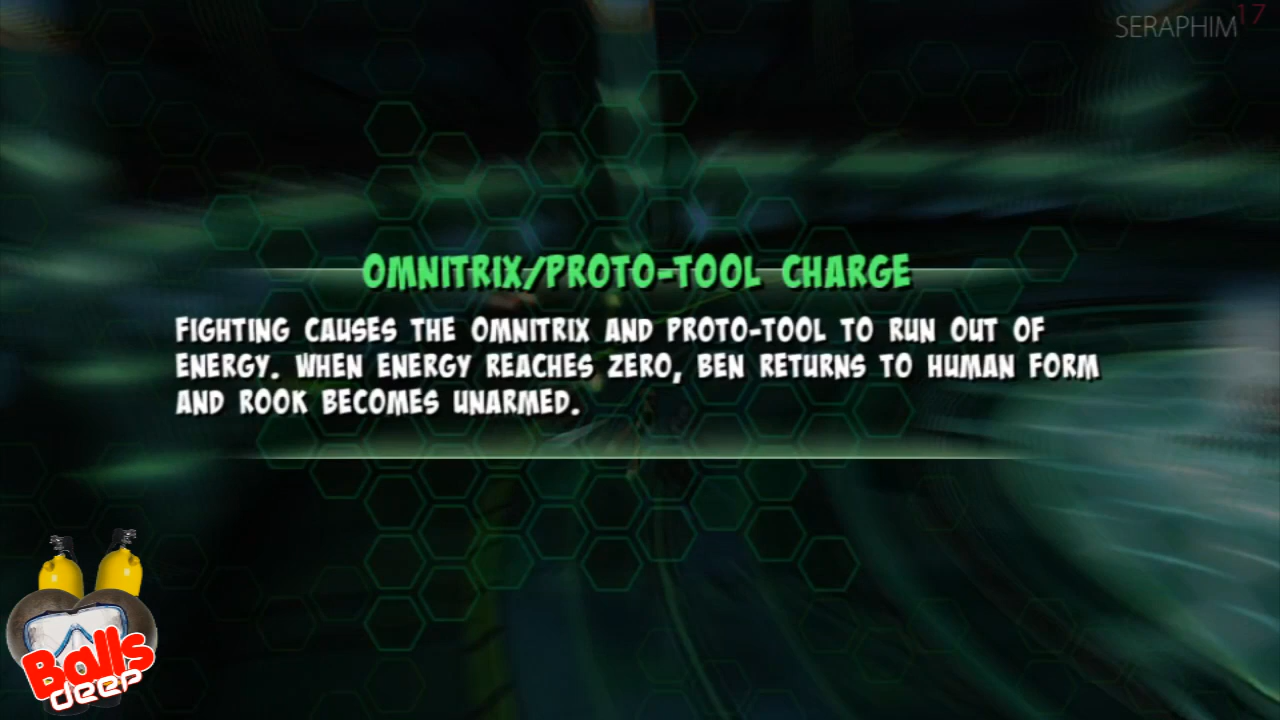 SERAPHIM17
OMNITRIX/PROTO-TOOL CHARGE
FIGHTING CAUSES THE OMNITRIX AND PROTO-TOOL TO RUN OUT OF
ENERGY. WHEN ENERGY REACHES ZERO, BEN RETURNS TO HUMAN FORM
AND ROOK BECOMES UNARMED.
Balls
deep